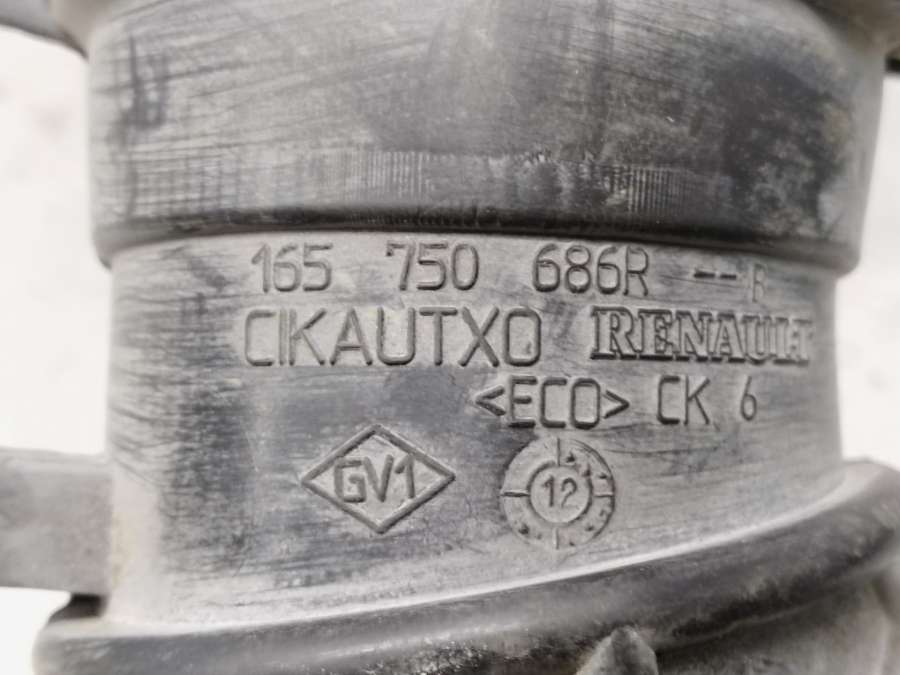 165 750 686R -- B
CIKAUTXO RENAULT
<ECO> CK 6
GV1
12